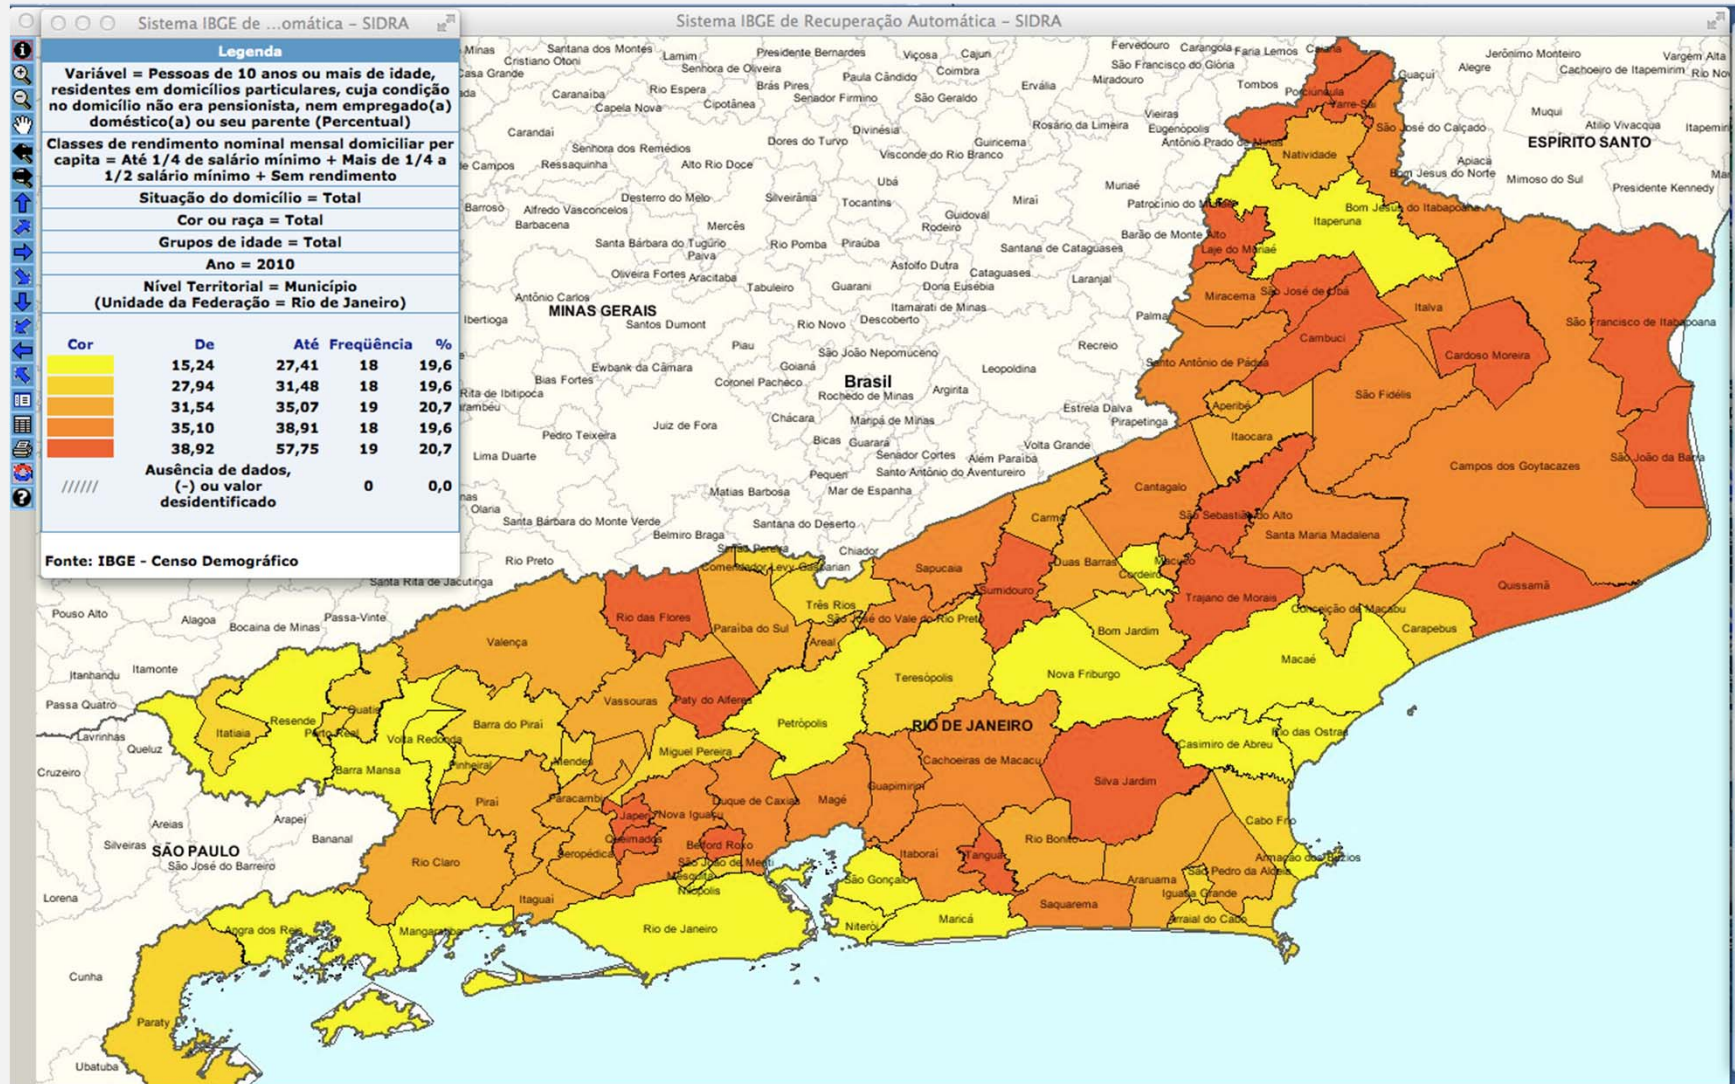 Sistema IBGE de ...omática – SIDRA
Sistema IBGE de Recuperação Automática – SIDRA
Legenda
Variável = Pessoas de 10 anos ou mais de idade,
residentes em domicílios particulares, cuja condição
no domicílio não era pensionista, nem empregado(a)
doméstico(a) ou seu parente (Percentual)
Classes de rendimento nominal mensal domiciliar per
capita = Até 1/4 de salário mínimo + Mais de 1/4 a
1/2 salário mínimo + Sem rendimento
Situação do domicílio = Total
Cor ou raça = Total
Grupos de idade = Total
Ano = 2010
Nível Territorial = Município
(Unidade da Federação = Rio de Janeiro)
Cor De Até Freqüência %
15,24 27,41 18 19,6
27,94 31,48 18 19,6
31,54 35,07 19 20,7
35,10 38,91 18 19,6
38,92 57,75 19 20,7
Ausência de dados,
(-) ou valor
desidentificado
0 0,0
Fonte: IBGE - Censo Demográfico
Santana dos Montes
Cristiano Otoni
Lamim
Presidente Bernardes
Viçosa
Cajuri
Fervedouro
Carangola
Faria Lemos
Caiana
Jerônimo Monteiro
Vargem Alta
Casa Grande
Senhora de Oliveira
Paula Cândido
Coimbra
São Francisco do Glória
Guaçuí
Alegre
Cachoeiro de Itapemirim
Caranaíba
Rio Espera
Brás Pires
Senador Firmino
São Geraldo
Ervália
Miradouro
Tombos
Porciúncula
Capela Nova
Cipotânea
Varre-Sai
Muqui
Carandaí
Divinésia
Rosário da Limeira
Vieiras
Eugenópolis
São José do Calçado
Atilio Vivacqua
Senhora dos Remédios
Dores do Turvo
Guiricema
Antônio Prado de Minas
ESPÍRITO SANTO
Ressaquinha
Alto Rio Doce
Visconde do Rio Branco
Natividade
Apiaca
Bom Jesus do Norte
Mimoso do Sul
Presidente Kennedy
Ubá
Muriaé
Barroso
Alfredo Vasconcelos
Desterro do Melo
Silveirânia
Tocantins
Guidoval
Miraí
Patrocínio do Muriaé
Bom Jesus do Itabapoana
Itaperuna
Barbacena
Mercês
Rodeiro
Barão de Monte Alto
Santa Bárbara do Tugúrio
Rio Pomba
Piraúba
Santana de Cataguases
Laje do Muriaé
Paiva
Oliveira Fortes
Aracitaba
Astolfo Dutra
Cataguases
Laranjal
Tabuleiro
Guarani
Dona Eusébia
Antônio Carlos
MINAS GERAIS
Itamarati de Minas
Miracema
São José de Ubá
Italva
Ibertioga
Santos Dumont
Rio Novo
Descoberto
Palma
São Francisco de Itabapoana
Piau
São João Nepomuceno
Recreio
Cambuci
Cardoso Moreira
Ewbank da Câmara
Goianá
Leopoldina
Santo Antônio de Pádua
Bias Fortes
Coronel Pacheco
Brasil
Argirita
Rochedo de Minas
São Fidélis
Rita de Ibitipoca
Aperibé
Chácara
Maripá de Minas
Estrela Dalva
Pirapetinga
Juiz de Fora
Pedro Teixeira
Bicas
Guarará
Volta Grande
Itaocara
Lima Duarte
Senador Cortes
Além Paraíba
São João da Barra
Pequeri
Santo Antônio do Aventureiro
Campos dos Goytacazes
Matias Barbosa
Mar de Espanha
Cantagalo
Olaria
Santa Bárbara do Monte Verde
Santana do Deserto
Carmo
São Sebastião do Alto
Belmiro Braga
Santa Maria Madalena
Rio Preto
Simão Pereira
Chiador
Comendador Levy Gasparian
Sapucaia
Duas Barras
Macuco
Cordeiro
Santa Rita de Jacutinga
Quissamã
Sumidouro
Trajano de Morais
Conceição de Macabu
Três Rios
São José do Vale do Rio Preto
Pouso Alto
Alagoa
Passa-Vinte
Bocaina de Minas
Rio das Flores
Paraíba do Sul
Bom Jardim
Carapebus
Valença
Areal
Macaé
Itamonte
Itanhandu
Teresópolis
Nova Friburgo
Passa Quatro
Vassouras
Paty do Alferes
Quatis
Resende
Petrópolis
RIO DE JANEIRO
Itatiaia
Porto Real
Barra do Piraí
Rio das Ostras
Lavrinhas
Queluz
Volta Redonda
Miguel Pereira
Casimiro de Abreu
Cruzeiro
Barra Mansa
Pinheiral
Mendes
Cachoeiras de Macacu
Silva Jardim
Guapimirim
Piraí
Paracambi
Duque de Caxias
Magé
Areias
Arapeí
Japeri
Nova Iguaçu
Cabo Frio
Silveiras
SÃO PAULO
Bananal
Queimados
Belford Roxo
Rio Bonito
São José do Barreiro
Rio Claro
Seropédica
São João de Meriti
Itaboraí
Tanguá
Armação dos Búzios
Mesquita
Nilópolis
São Gonçalo
Araruama
São Pedro da Aldeia
Lorena
Itaguaí
Iguaba Grande
Saquarema
Arraial do Cabo
Angra dos Reis
Mangaratiba
Rio de Janeiro
Niterói
Maricá
Cunha
Paraty
Ubatuba